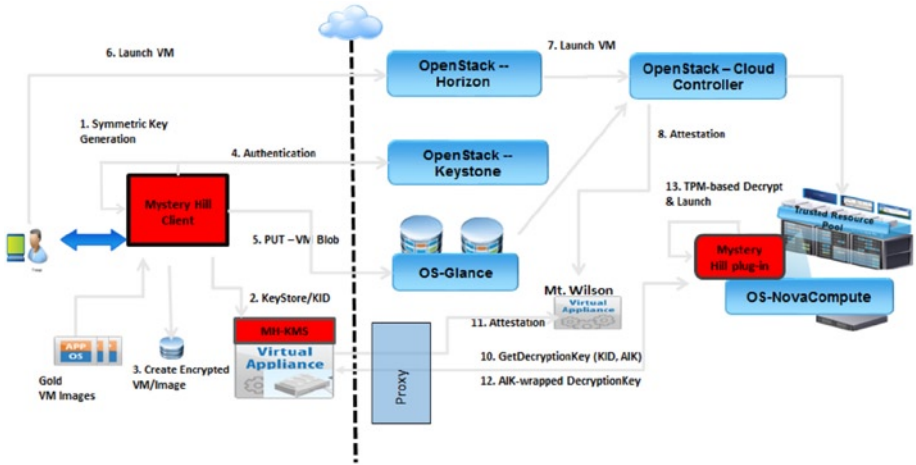 6. Launch VM
7. Launch VM
OpenStack --
Horizon
OpenStack – Cloud
Controller
1. Symmetric Key
Generation
4. Authentication
OpenStack --
Keystone
8. Attestation
Mystery Hill
Client
13. TPM-based Decrypt
& Launch
Trusted Resource
Pool
5. PUT – VM Blob
OS-Glance
Mystery
Hill plug-in
OS-NovaCompute
2. KeyStore/KID
Mt. Wilson
Virtual
Appliance
MH-KMS
Virtual
Appliance
11. Attestation
APP
OS
3. Create Encrypted
VM/Image
10. GetDecryptionKey (KID, AIK)
12. AIK-wrapped DecryptionKey
Gold
VM Images
Proxy